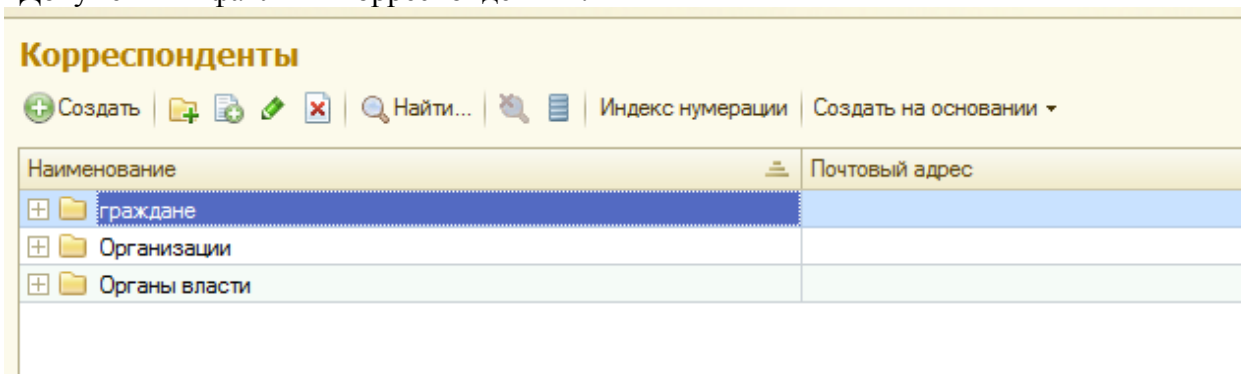 Корреспонденты
Создать Найти... Индекс нумерации Создать на основании
Наименование Почтовый адрес
граждане
Организации
Органы власти